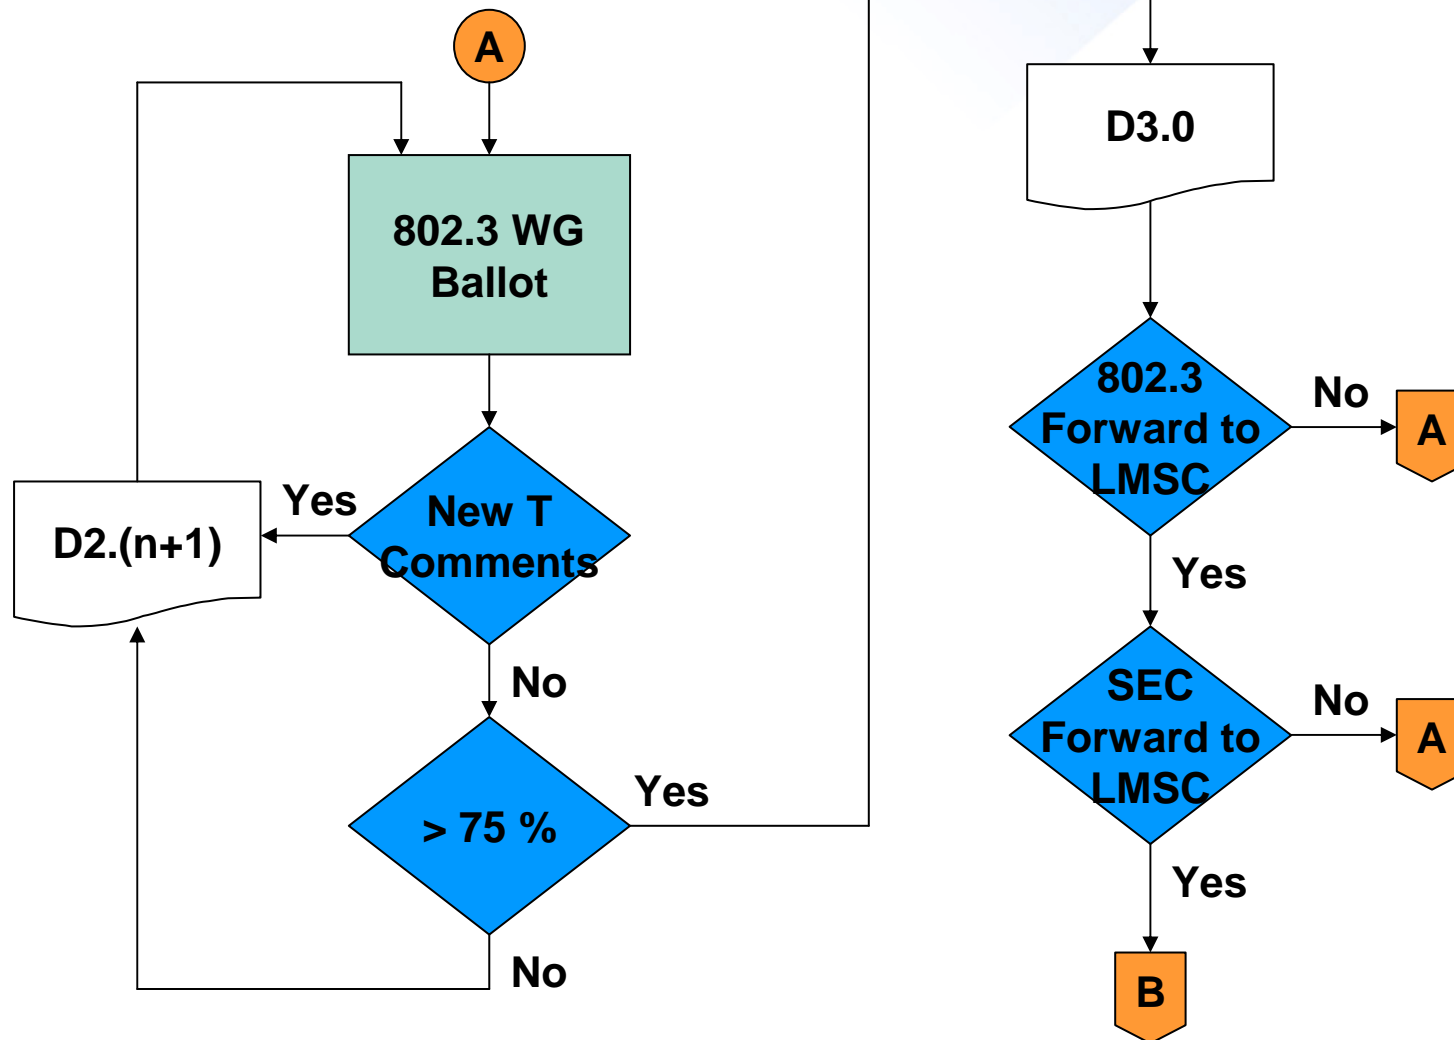 A
802.3 WG
Ballot
New T
Comments
Yes
D2.(n+1)
No
> 75 %
Yes
No
D3.0
802.3
Forward to
LMSC
No
A
Yes
SEC
Forward to
LMSC
No
A
Yes
B